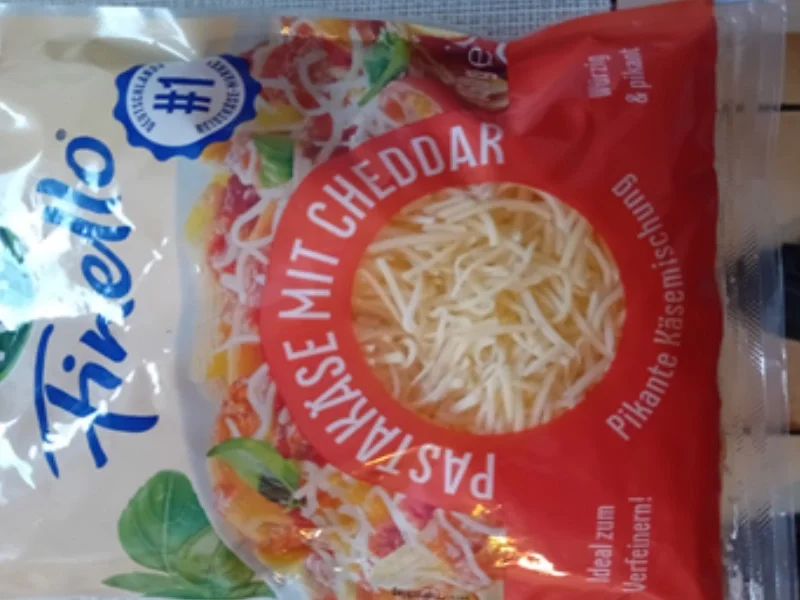 Finello
#1
PASTAKÄSE MIT CHEDDAR
Würzig
& pikant
Pikante Käsemischung
Ideal zum
Verfeinern!